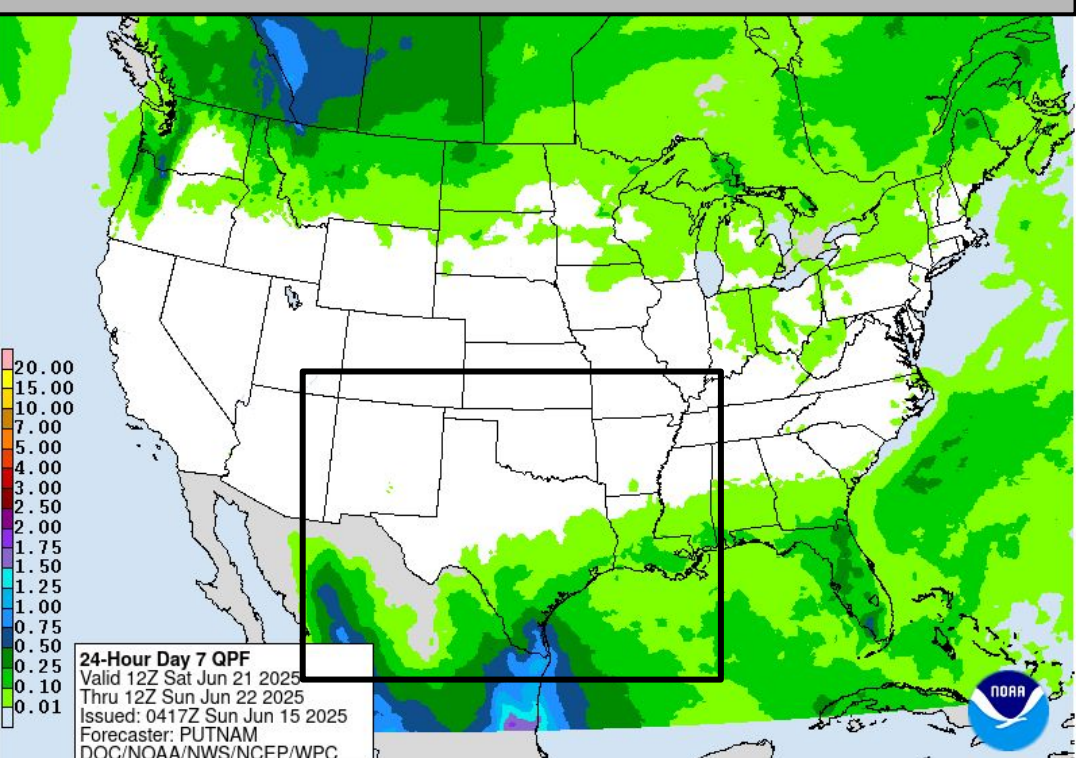 20.00
15.00
10.00
7.00
5.00
4.00
3.00
2.50
2.00
1.75
1.50
1.25
1.00
0.75
0.50
0.25
0.10
0.01
24-Hour Day 7 QPF
Valid 12Z Sat Jun 21 2025
Thru 12Z Sun Jun 22 2025
Issued: 0417Z Sun Jun 15 2025
Forecaster: PUTNAM
DOC/NOAA/NWS/NCEP/WPC
NOAA